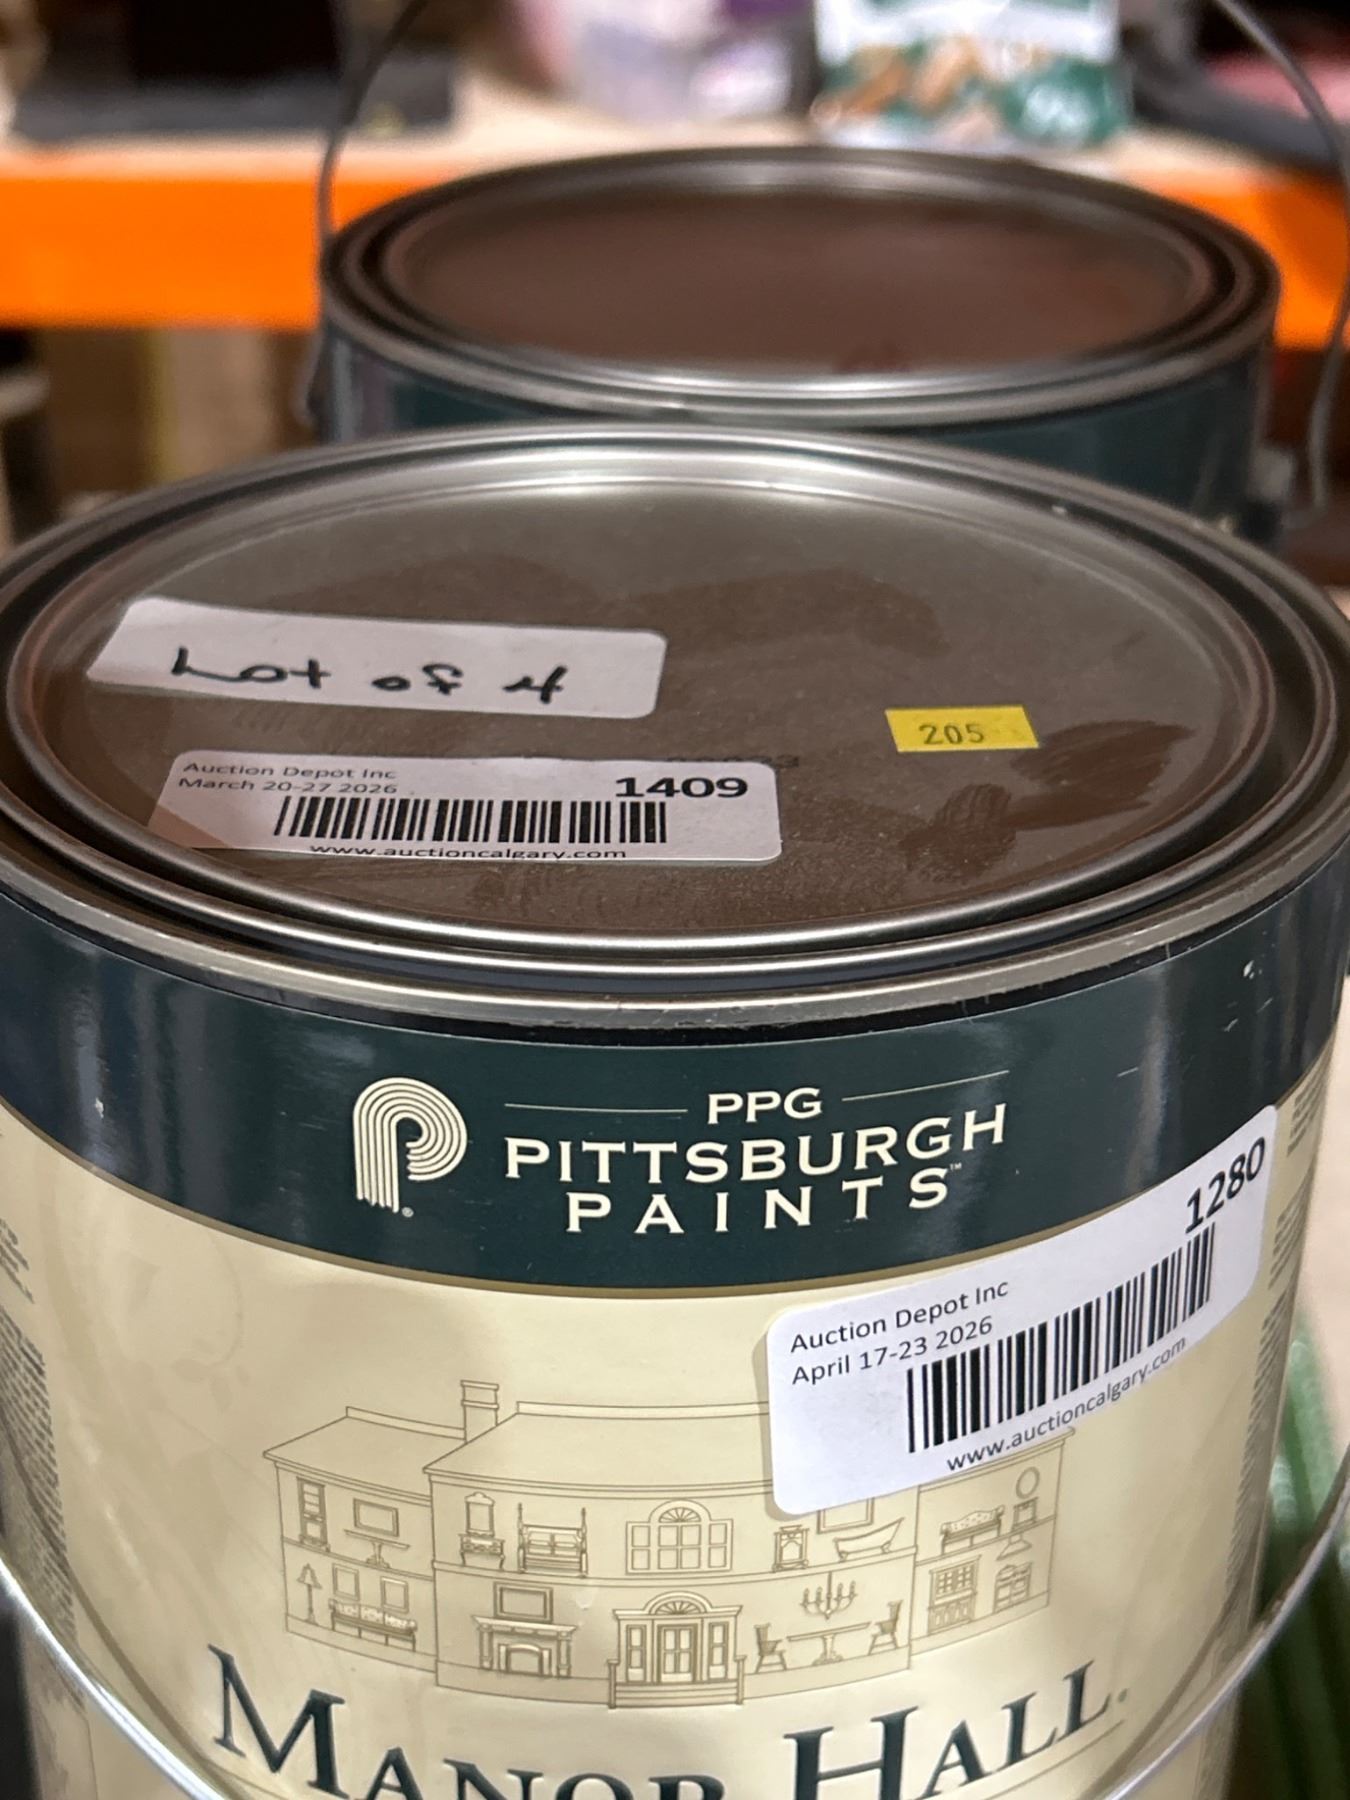 Lot of 4
205
Auction Depot Inc
March 20-27 2026
1409
www.auctioncalgary.com
PPG
PITTSBURGH
PAINTS™
1280
Auction Depot Inc
April 17-23 2026
www.auctioncalgary.com
MANOR HALL®